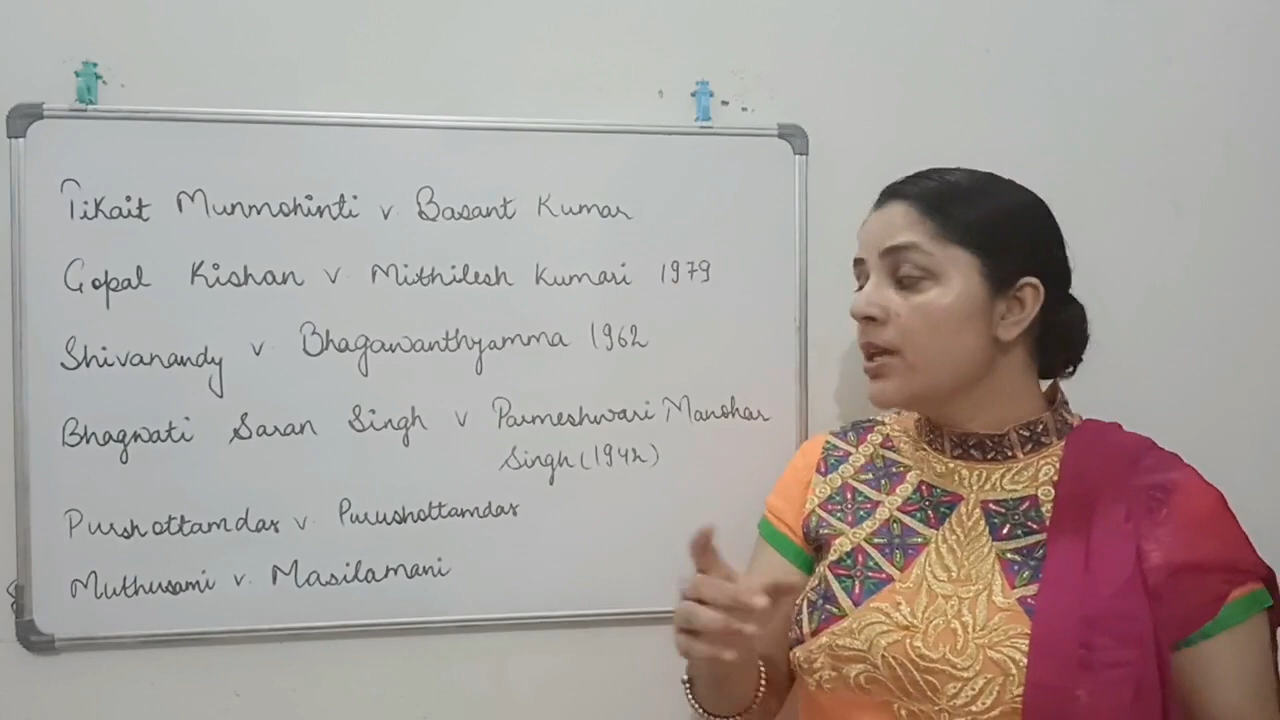 Tikait Munmohinti v. Basant Kumar
Gopal Kishan v. Mithilesh Kumari 1979
Shivanandy v. Bhagawanthyamma 1962
Bhagwati Saran Singh v Parmeshwari Manohar
Singh (1942)
Purshottamdas v. Purushottamdas
Muthusami v. Masilamani